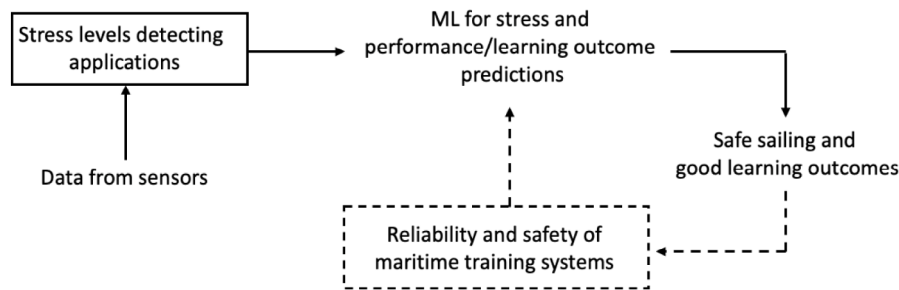 Stress levels detecting
applications
ML for stress and
performance/learning outcome
predictions
Data from sensors
Safe sailing and
good learning outcomes
Reliability and safety of
maritime training systems